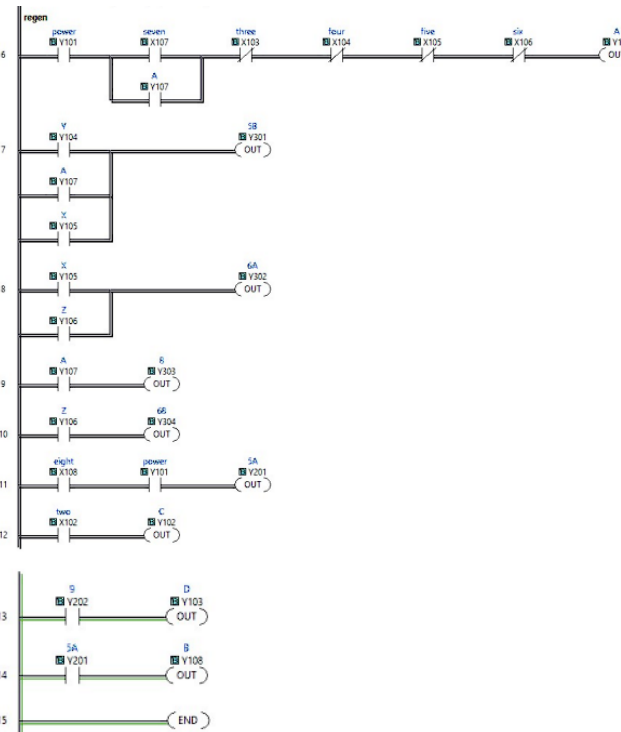 regen
power seven three four five six A
Y101 X107 X103 X104 X105 X106
6
OU
A
Y107
Y 5B
Y104 Y301
7 OUT
A
Y107
X
Y105
X 6A
Y105 Y302
8 OUT
Z
Y106
A 8
Y107 Y303
9 OUT
Z 6B
Y106 Y304
10 OUT
eight power 5A
X108 Y101 Y201
11 OUT
two C
X102 Y102
12 OUT
9 D
Y202 Y103
13 OUT
5A B
Y201 Y108
14 OUT
15 END